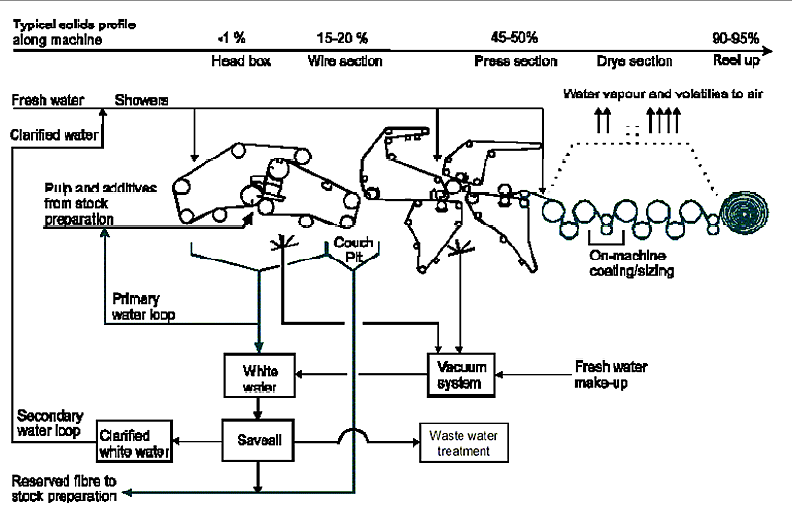 Typical solids profile
along machine
<1 %
15-20 %
45-50%
90-95%
Head box
Wire section
Press section
Drye section
Reel up
Water vapour and volatilies to air
Fresh water
Showers
Clarified water
Pulp and additives
from stock
preparation
Couch
Pit
On-machine
coating/sizing
Primary
water loop
White
water
Vacuum
system
Fresh water
make-up
Secondary
water loop
Clarified
white water
Saveall
Waste water
treatment
Reserved fibre to
stock preparation